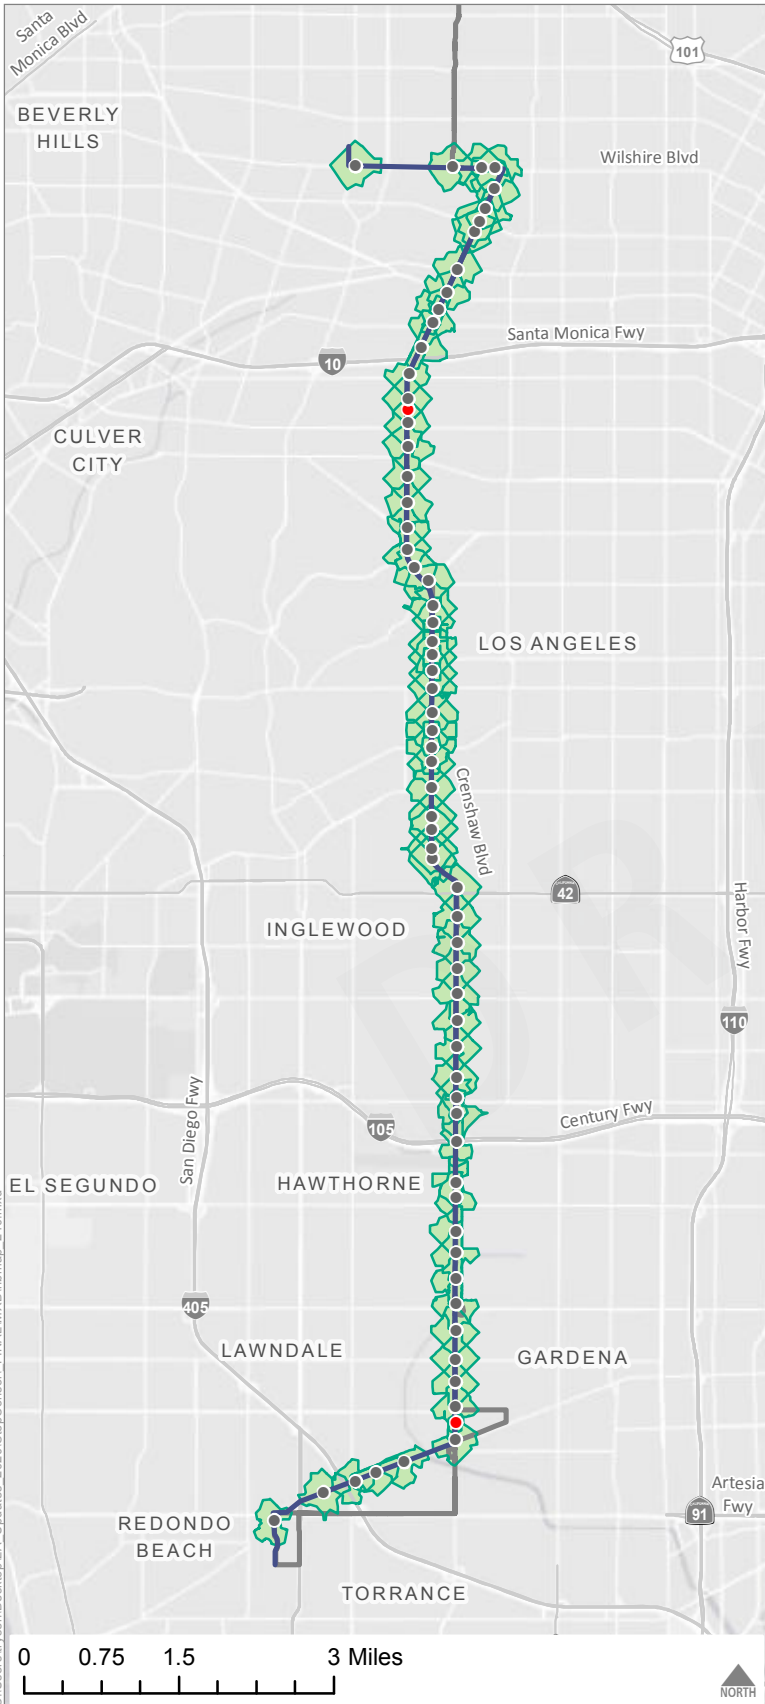 Santa
Monica Blvd
101
BEVERLY
HILLS
Wilshire Blvd
Santa Monica Fwy
10
CULVER
CITY
LOS ANGELES
Crenshaw Blvd
42
INGLEWOOD
Harbor Fwy
110
San Diego Fwy
Century Fwy
105
EL SEGUNDO
HAWTHORNE
405
LAWNDALE
GARDENA
Artesia
Fwy
91
REDONDO
BEACH
TORRANCE
0 0.75 1.5 3 Miles
NORTH